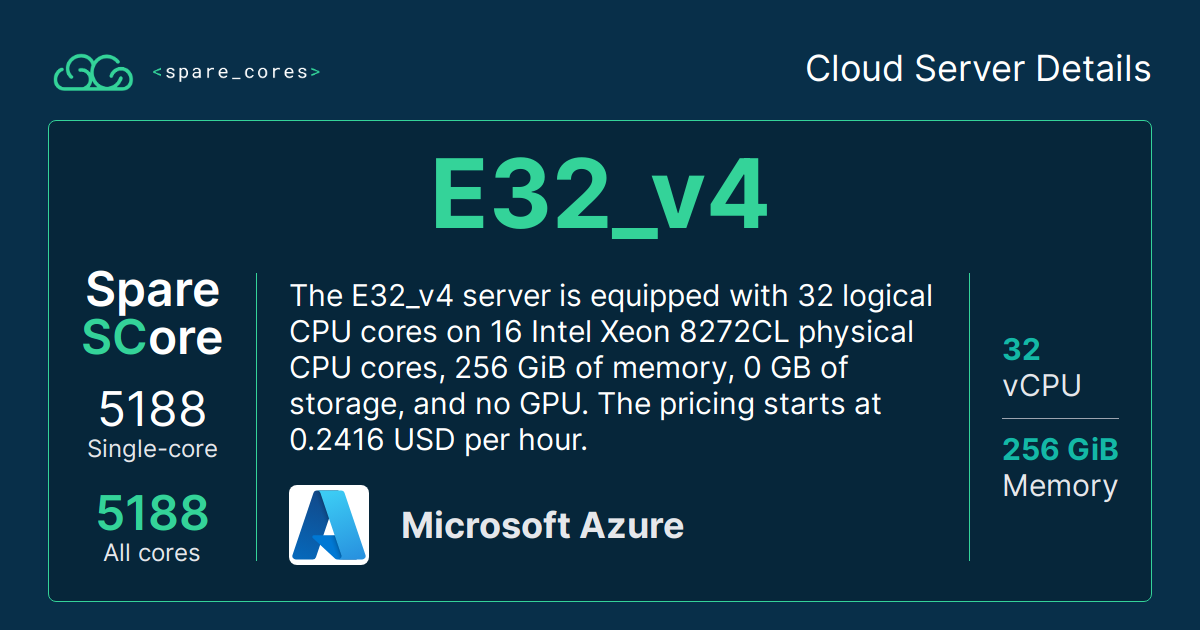 <spare_cores>
Cloud Server Details
E32_v4
Spare
SCore
5188
Single-core
5188
All cores
The E32_v4 server is equipped with 32 logical
CPU cores on 16 Intel Xeon 8272CL physical
CPU cores, 256 GiB of memory, 0 GB of
storage, and no GPU. The pricing starts at
0.2416 USD per hour.
Microsoft Azure
32
vCPU
256 GiB
Memory